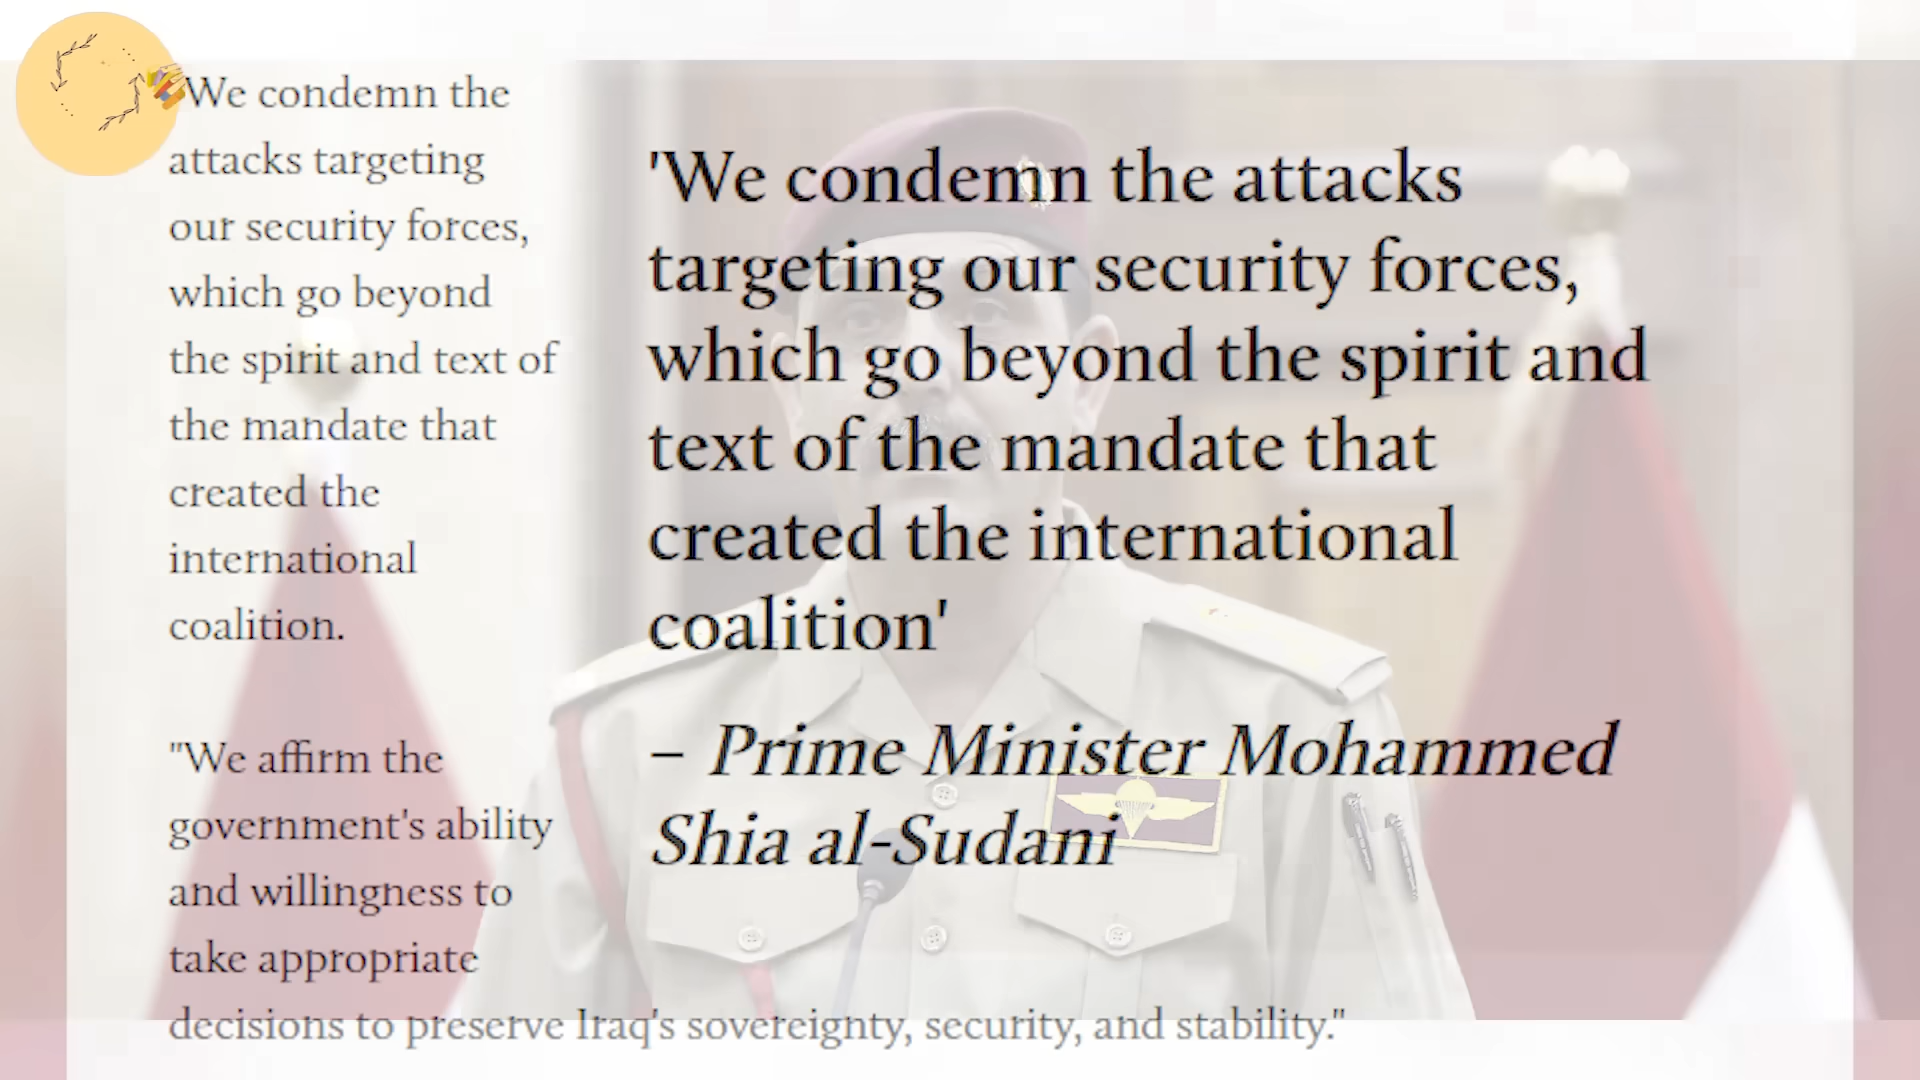 "We condemn the
attacks targeting
our security forces,
which go beyond
the spirit and text of
the mandate that
created the
international
coalition.
"We affirm the
government's ability
and willingness to
take appropriate
decisions to preserve Iraq's sovereignty, security, and stability."
'We condemn the attacks
targeting our security forces,
which go beyond the spirit and
text of the mandate that
created the international
coalition'
– Prime Minister Mohammed
Shia al-Sudani